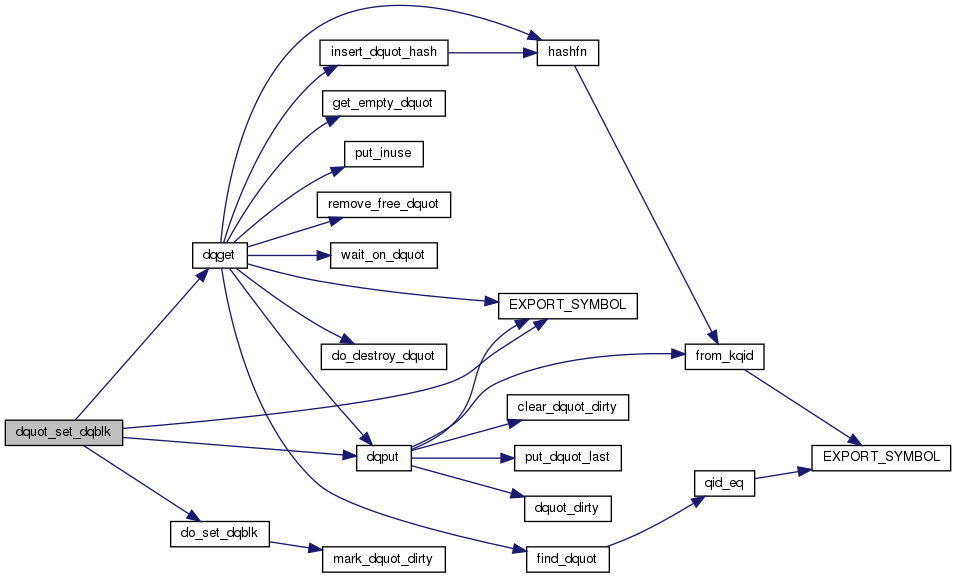 insert_dquot_hash
hashfn
get_empty_dquot
put_inuse
remove_free_dquot
dqget
wait_on_dquot
EXPORT_SYMBOL
do_destroy_dquot
from_kqid
clear_dquot_dirty
dquot_set_dqblk
dqput
put_dquot_last
EXPORT_SYMBOL
qid_eq
dquot_dirty
do_set_dqblk
mark_dquot_dirty
find_dquot